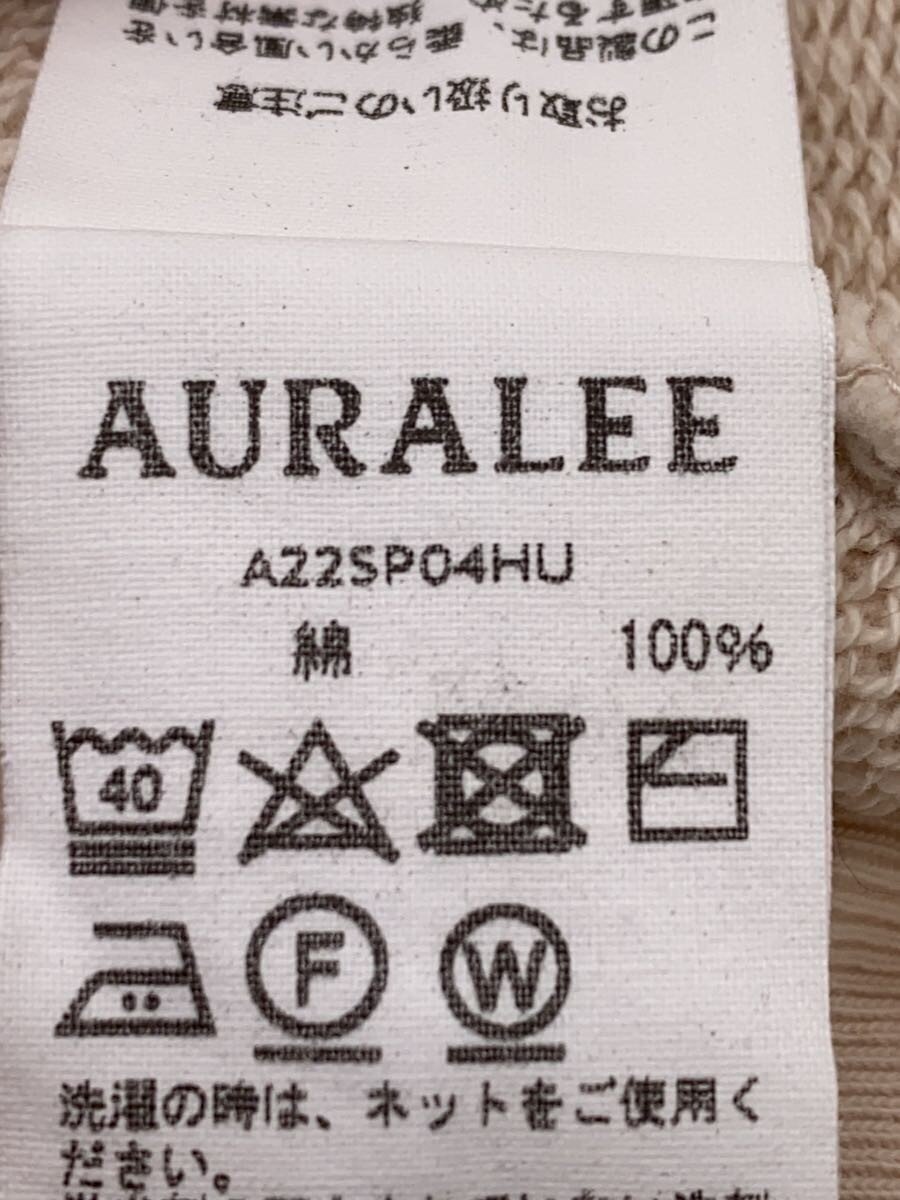 お取り扱いのご注意
この製品は、柔らかい風合いを
AURALEE
A22SP04HU
綿 100%
40
F W
洗濯の時は、ネットをご使用く
ださい。